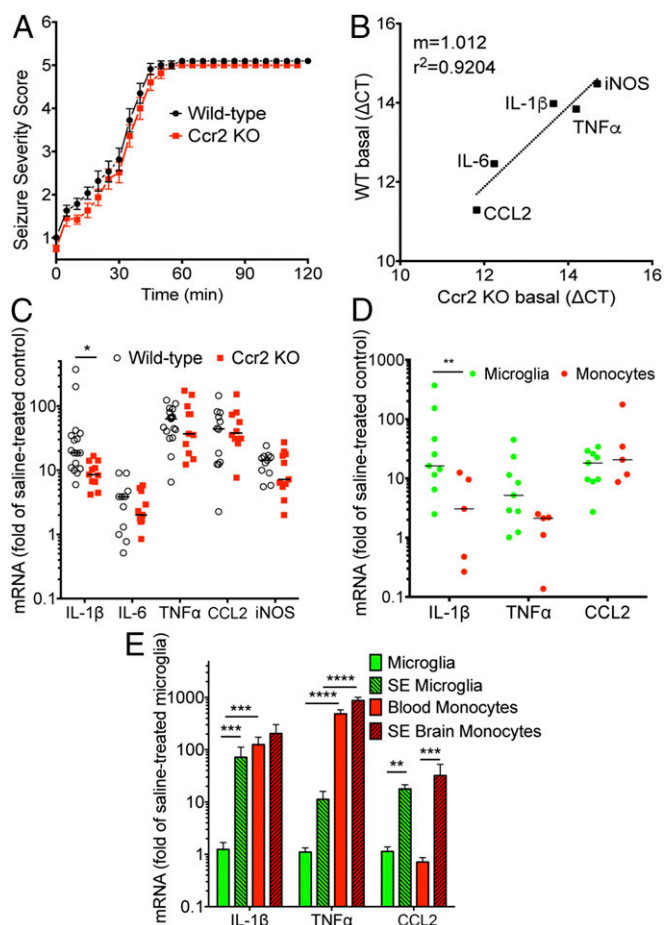 A
Seizure Severity Score
6
5
4
3
2
1
0 30 60 90 120
Time (min)
Wild-type
Ccr2 KO
B
m=1.012
r²=0.9204
WT basal (ΔCT)
16
14
12
10
10 12 14 16
Ccr2 KO basal (ΔCT)
iNOS
IL-1β
TNFα
IL-6
CCL2
C
mRNA (fold of saline-treated control)
Wild-type Ccr2 KO
*
100
10
1
0.1
IL-1β IL-6 TNFα CCL2 iNOS
D
mRNA (fold of saline-treated control)
Microglia Monocytes
**
1000
100
10
1
0.1
IL-1β TNFα CCL2
E
mRNA (fold of saline-treated microglia)
Microglia
SE Microglia
Blood Monocytes
SE Brain Monocytes
1000
100
10
1
0.1
***
***
****
****
**
***
IL-1β TNFα CCL2